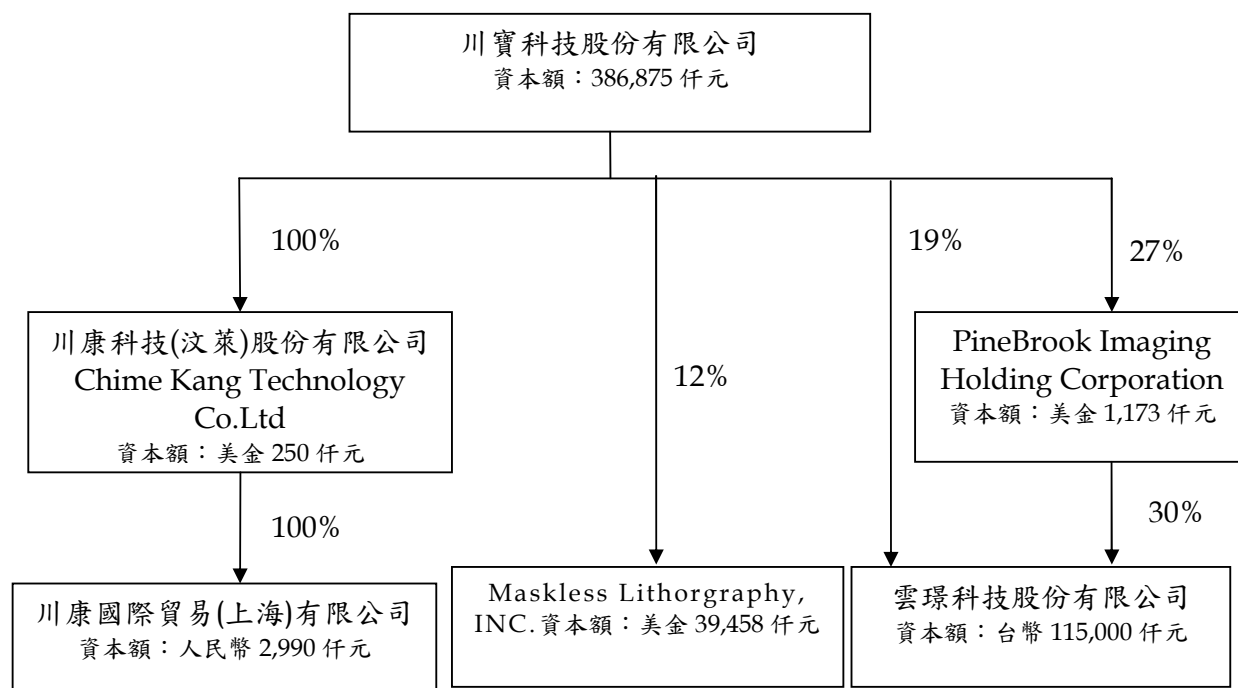 川寶科技股份有限公司
資本額：386,875 仟元
100%
19%
27%
川康科技(汶萊)股份有限公司
Chime Kang Technology
Co.Ltd
資本額：美金 250 仟元
12%
PineBrook Imaging
Holding Corporation
資本額：美金 1,173 仟元
100%
30%
川康國際貿易(上海)有限公司
資本額：人民幣 2,990 仟元
Maskless Lithorgraphy,
INC. 資本額：美金 39,458 仟元
雲璟科技股份有限公司
資本額：台幣 115,000 仟元